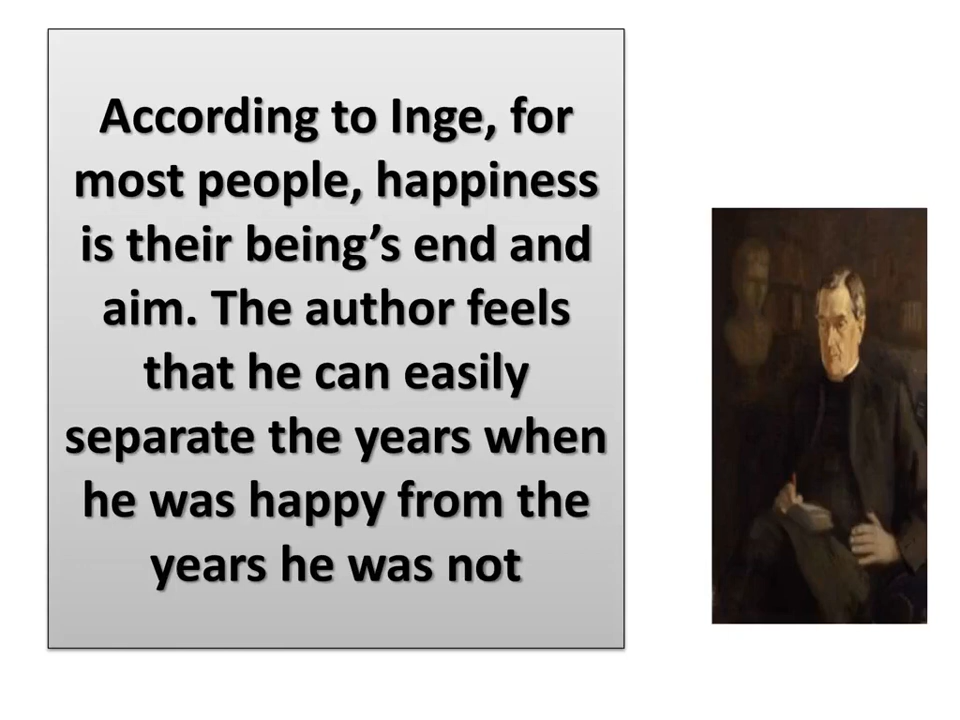 According to Inge, for
most people, happiness
is their being’s end and
aim. The author feels
that he can easily
separate the years when
he was happy from the
years he was not